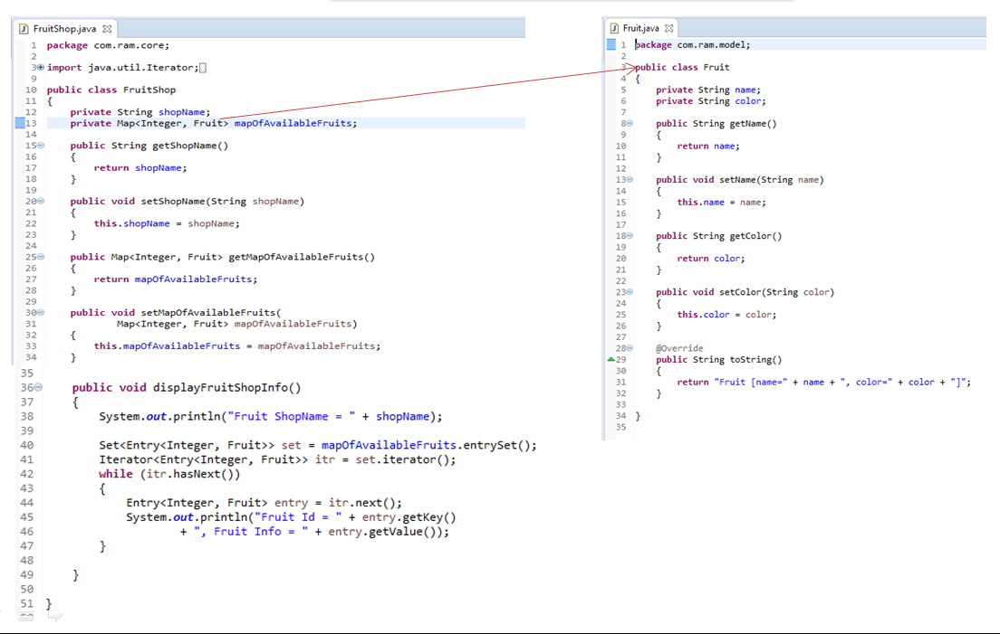 FruitShop.java
1 package com.ram.core;
2
3 import java.util.Iterator;
9
10 public class FruitShop
11 {
12     private String shopName;
13     private Map<Integer, Fruit> mapOfAvailableFruits;
14
15     public String getShopName()
16     {
17         return shopName;
18     }
19
20     public void setShopName(String shopName)
21     {
22         this.shopName = shopName;
23     }
24
25     public Map<Integer, Fruit> getMapOfAvailableFruits()
26     {
27         return mapOfAvailableFruits;
28     }
29
30     public void setMapOfAvailableFruits(
31             Map<Integer, Fruit> mapOfAvailableFruits)
32     {
33         this.mapOfAvailableFruits = mapOfAvailableFruits;
34     }
35
36     public void displayFruitShopInfo()
37     {
38         System.out.println("Fruit ShopName = " + shopName);
39
40         Set<Entry<Integer, Fruit>> set = mapOfAvailableFruits.entrySet();
41         Iterator<Entry<Integer, Fruit>> itr = set.iterator();
42         while (itr.hasNext())
43         {
44             Entry<Integer, Fruit> entry = itr.next();
45             System.out.println("Fruit Id = " + entry.getKey()
46                     + ", Fruit Info = " + entry.getValue());
47         }
48
49     }
50
51 }
Fruit.java
1 package com.ram.model;
2
3 public class Fruit
4 {
5     private String name;
6     private String color;
7
8     public String getName()
9     {
10         return name;
11     }
12
13     public void setName(String name)
14     {
15         this.name = name;
16     }
17
18     public String getColor()
19     {
20         return color;
21     }
22
23     public void setColor(String color)
24     {
25         this.color = color;
26     }
27
28     @Override
29     public String toString()
30     {
31         return "Fruit [name=" + name + ", color=" + color + "]";
32     }
33
34 }
35